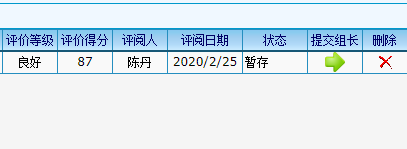 评价等级 评价得分 评阅人 评阅日期 状态 提交组长 删除
良好 87 陈丹 2020/2/25 暂存